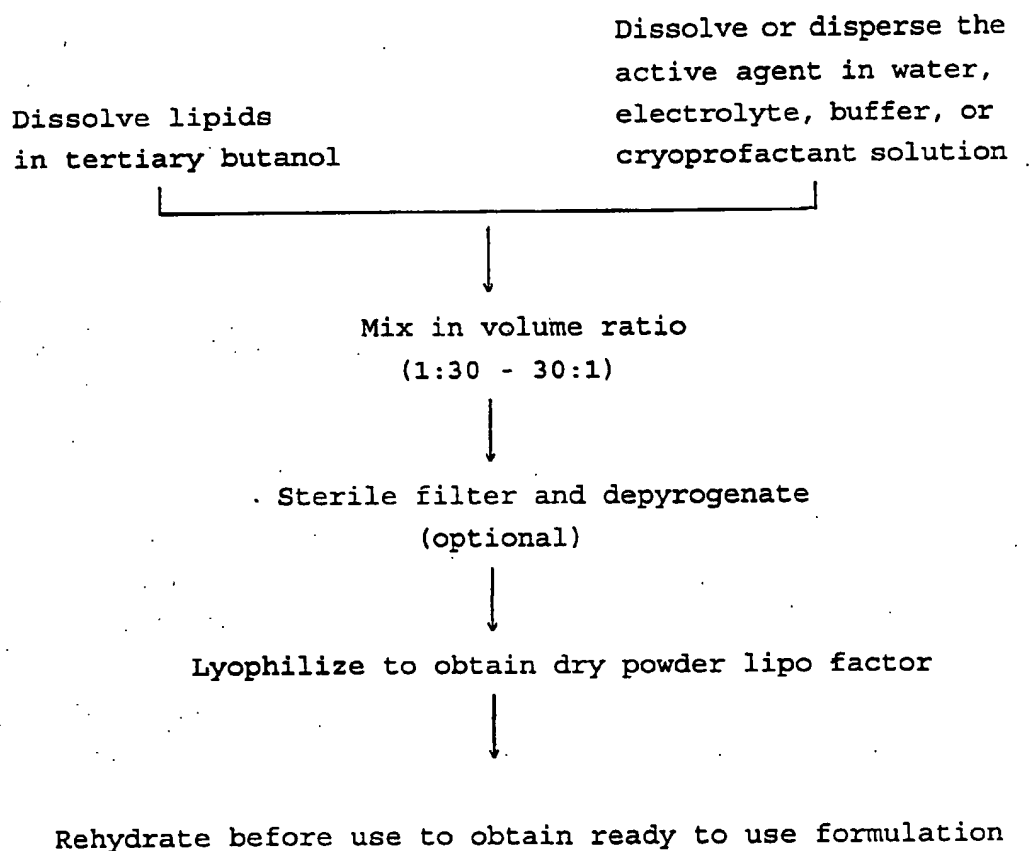 Dissolve lipids
in tertiary butanol
Dissolve or disperse the
active agent in water,
electrolyte, buffer, or
cryoprofactant solution
Mix in volume ratio
(1:30 - 30:1)
Sterile filter and depyrogenate
(optional)
Lyophilize to obtain dry powder lipo factor
Rehydrate before use to obtain ready to use formulation